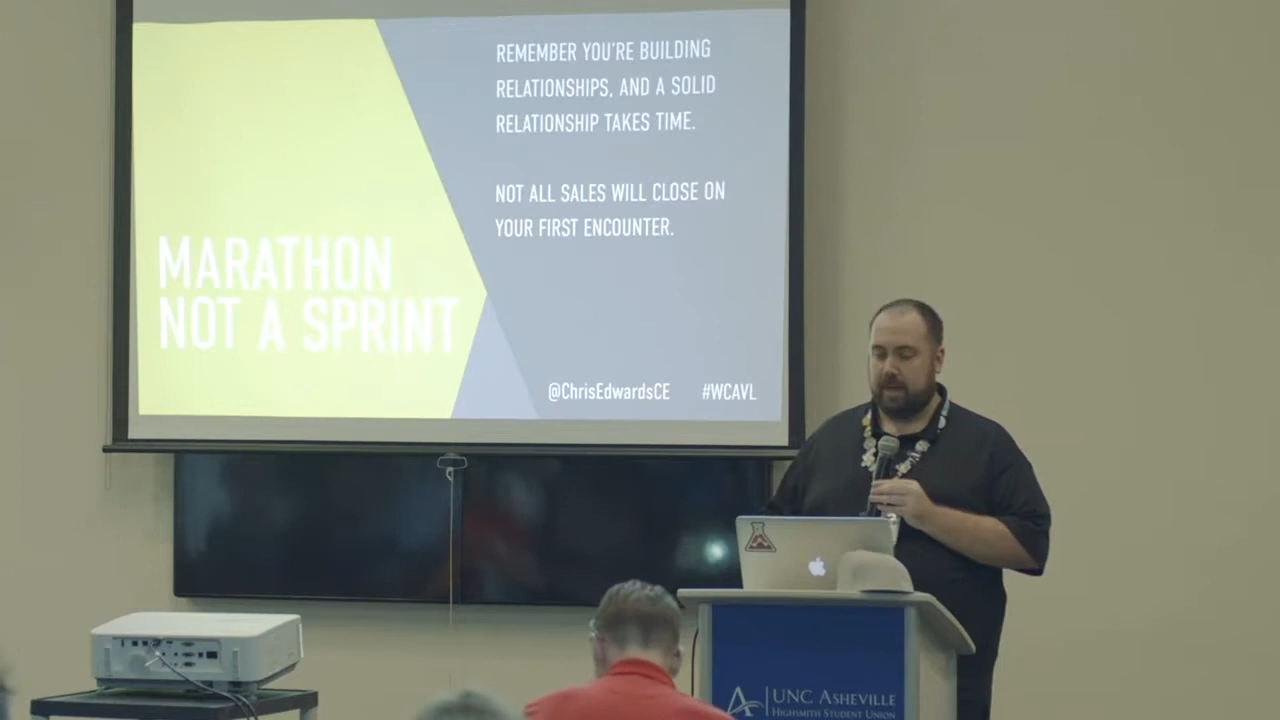 MARATHON
NOT A SPRINT
REMEMBER YOU'RE BUILDING
RELATIONSHIPS, AND A SOLID
RELATIONSHIP TAKES TIME.
NOT ALL SALES WILL CLOSE ON
YOUR FIRST ENCOUNTER.
@ChrisEdwardsCE #WCAVL
UNC ASHEVILLE
HIGHSMITH STUDENT UNION